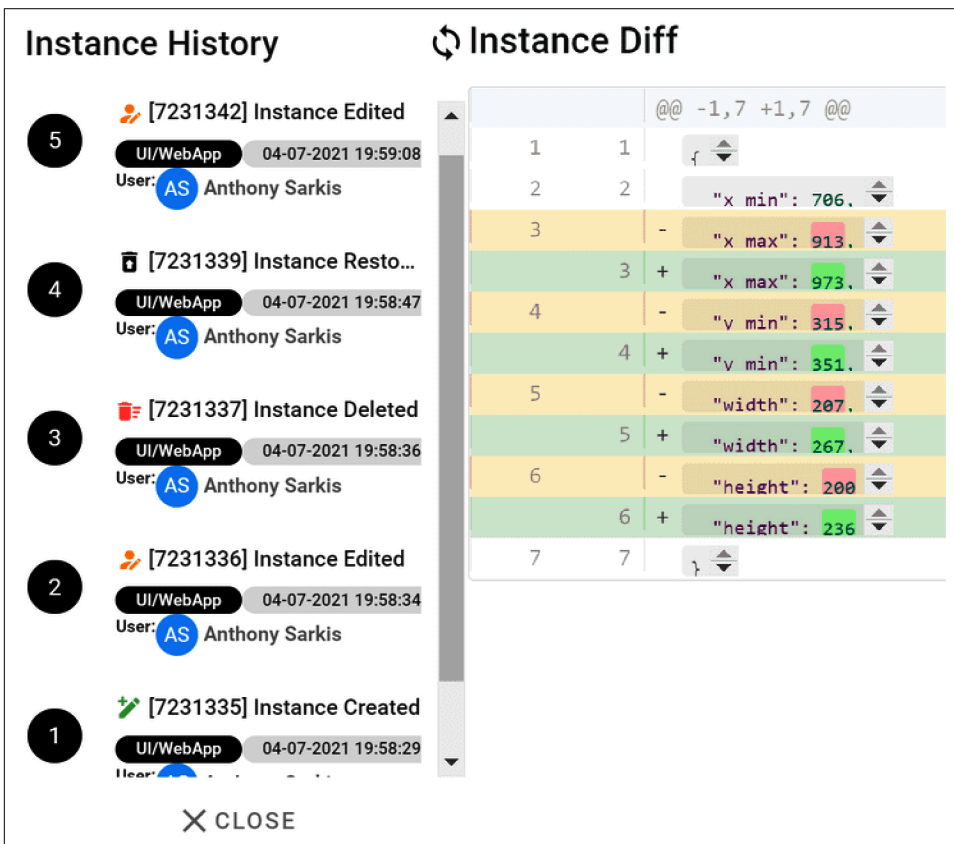 Instance History
5
[7231342] Instance Edited
UI/WebApp 04-07-2021 19:59:08
User: AS Anthony Sarkis
4
[7231339] Instance Resto...
UI/WebApp 04-07-2021 19:58:47
User: AS Anthony Sarkis
3
[7231337] Instance Deleted
UI/WebApp 04-07-2021 19:58:36
User: AS Anthony Sarkis
2
[7231336] Instance Edited
UI/WebApp 04-07-2021 19:58:34
User: AS Anthony Sarkis
1
[7231335] Instance Created
UI/WebApp 04-07-2021 19:58:29
User:
CLOSE
Instance Diff
@@ -1,7 +1,7 @@
1 1 {
2 2 "x min": 706,
3 - "x max": 913,
3 + "x max": 973,
4 - "y min": 315,
4 + "y min": 351,
5 - "width": 207,
5 + "width": 267,
6 - "height": 200
6 + "height": 236
7 7 }